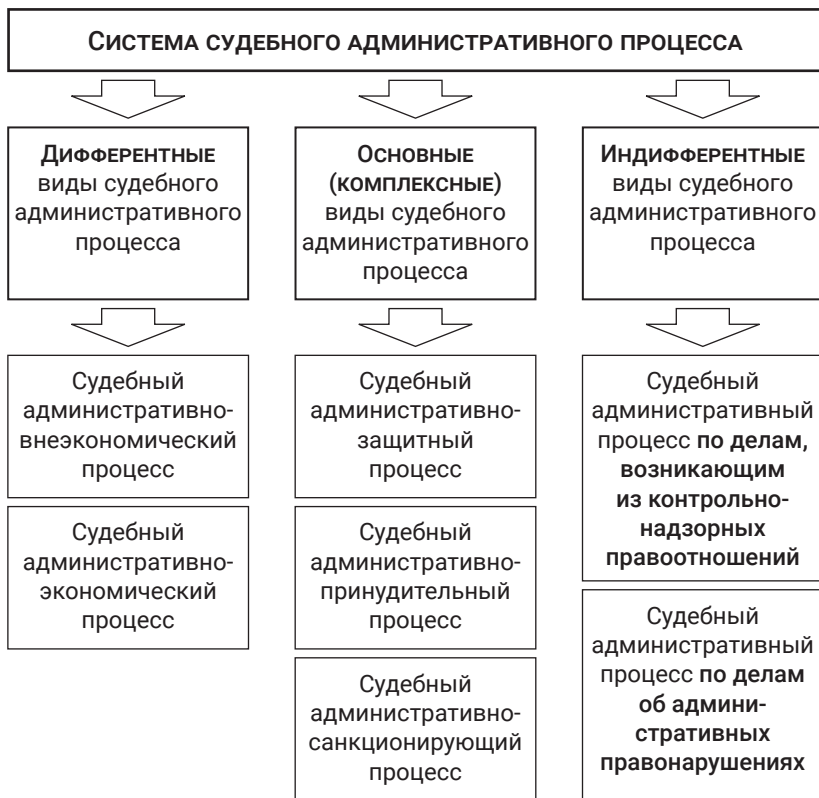 СИСТЕМА СУДЕБНОГО АДМИНИСТРАТИВНОГО ПРОЦЕССА
ДИФФЕРЕНТНЫЕ
виды судебного
административного
процесса
ОСНОВНЫЕ
(КОМПЛЕКСНЫЕ)
виды судебного
административного
процесса
ИНДИФФЕРЕНТНЫЕ
виды судебного
административного
процесса
Судебный
административно-
внеэкономический
процесс
Судебный
административно-
экономический
процесс
Судебный
административно-
защитный
процесс
Судебный
административно-
принудительный
процесс
Судебный
административно-
санкционирующий
процесс
Судебный
административный
процесс по делам,
возникающим
из контрольно-
надзорных
правоотношений
Судебный
административный
процесс по делам
об админи-
стративных
правонарушениях